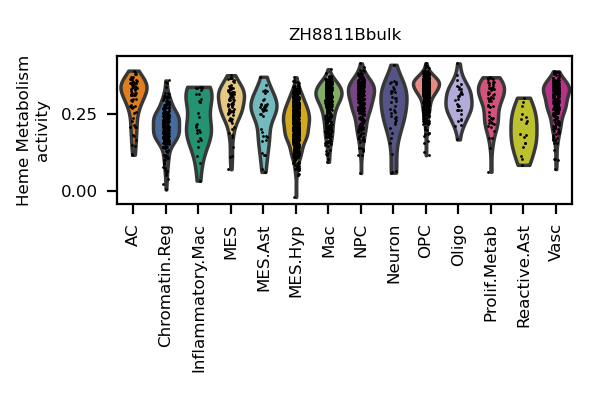 ZH8811Bbulk
Heme Metabolism
activity
0.25
0.00
AC
Chromatin.Reg
Inflammatory.Mac
MES
MES.Ast
MES.Hyp
Mac
NPC
Neuron
OPC
Oligo
Prolif.Metab
Reactive.Ast
Vasc